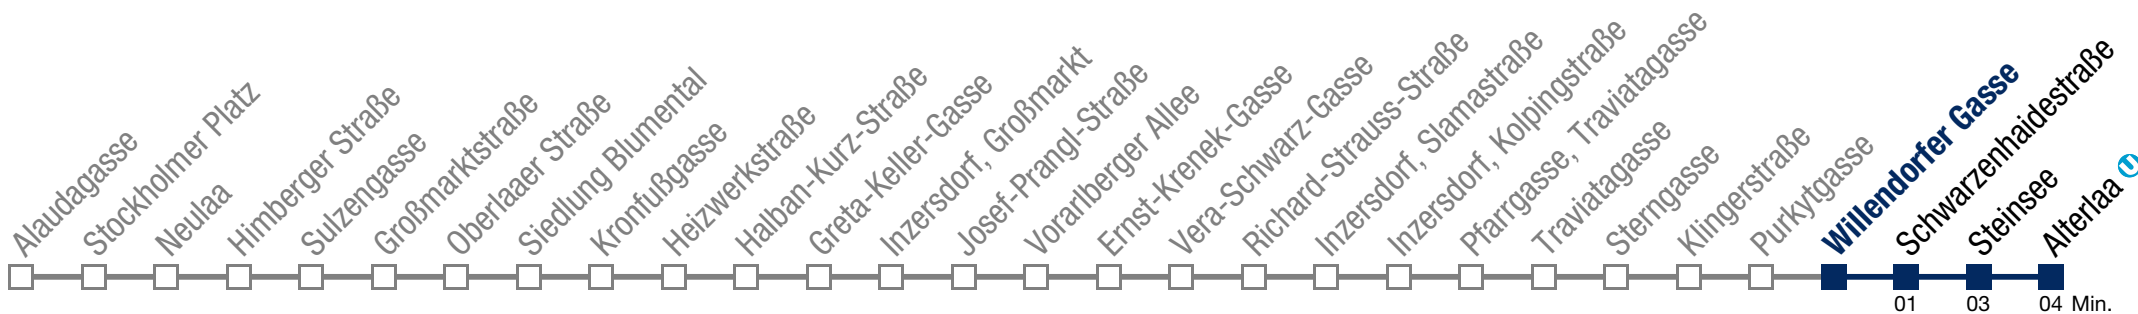 Alaudagasse
Stockholmer Platz
Neulaa
Himberger Straße
Sulzengasse
Großmarktstraße
Oberlaaer Straße
Siedlung Blumental
Kronfußgasse
Heizwerkstraße
Halban-Kurz-Straße
Greta-Keller-Gasse
Inzersdorf, Großmarkt
Josef-Prangl-Straße
Vorarlberger Allee
Ernst-Krenek-Gasse
Vera-Schwarz-Gasse
Richard-Strauss-Straße
Inzersdorf, Slamastraße
Inzersdorf, Kolpingstraße
Pfarrgasse, Traviatagasse
Traviatagasse
Sterngasse
Klingerstraße
Purkytgasse
Willendorfer Gasse
Schwarzenhaidestraße
Steinsee
Alterlaa U
01 03 04 Min.